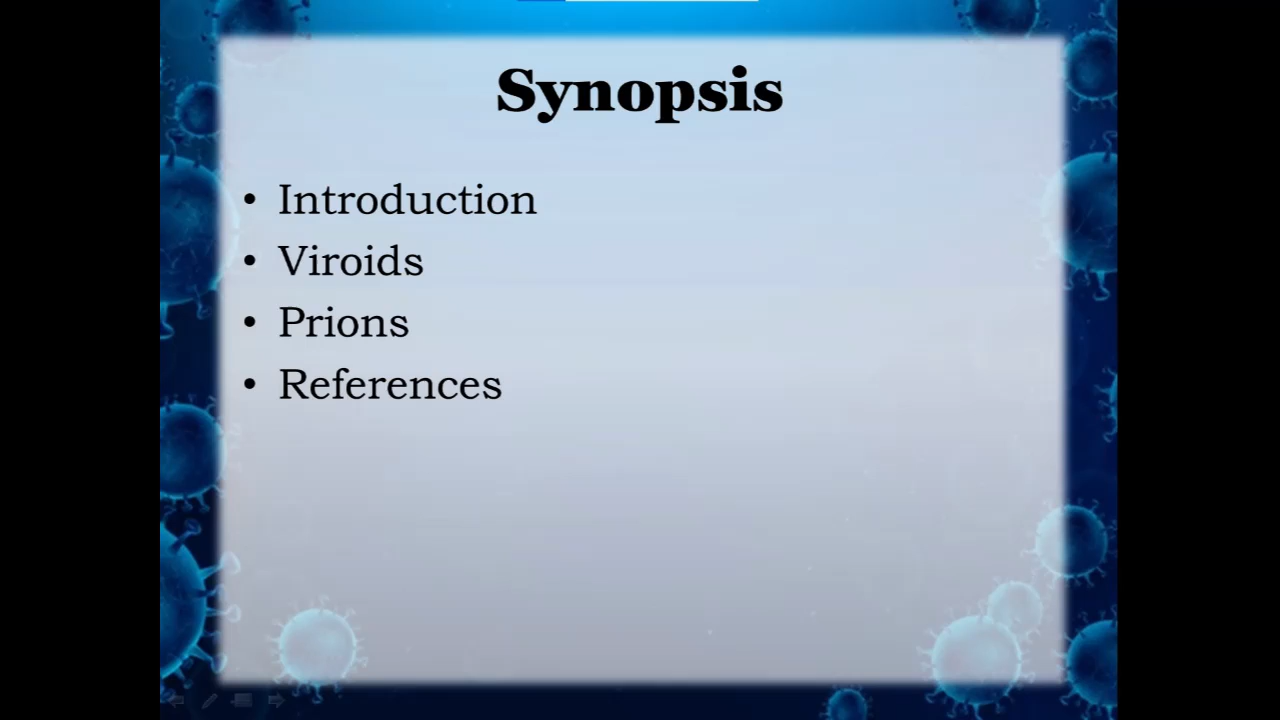 Synopsis
• Introduction
• Viroids
• Prions
• References